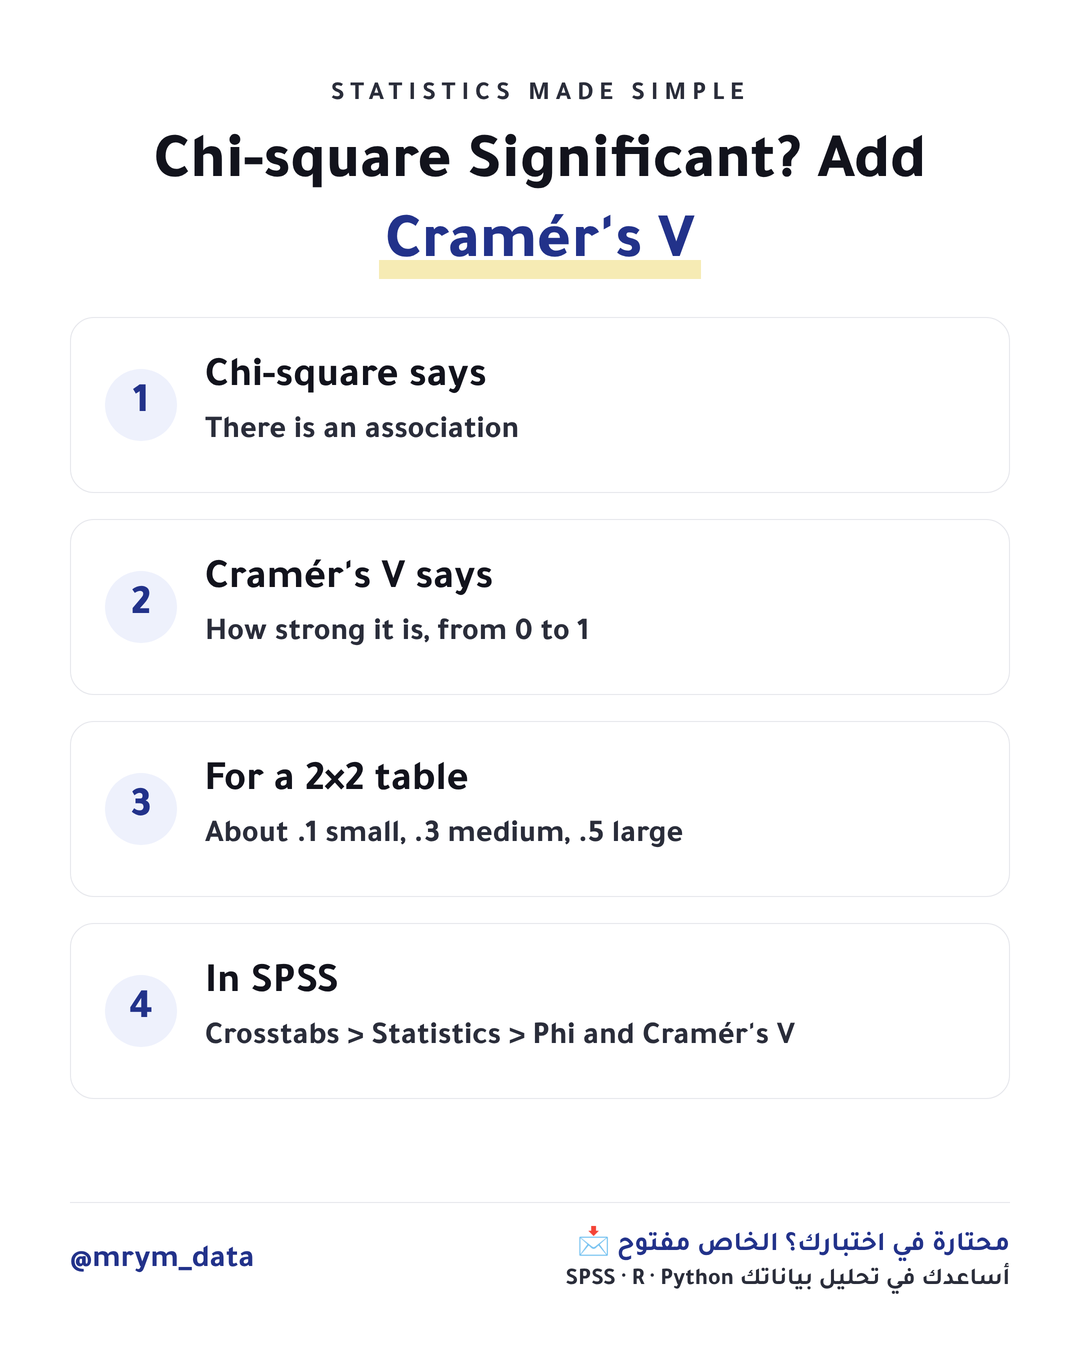 STATISTICS MADE SIMPLE
Chi-square Significant? Add
Cramér's V
1
Chi-square says
There is an association
2
Cramér's V says
How strong it is, from 0 to 1
3
For a 2×2 table
About .1 small, .3 medium, .5 large
4
In SPSS
Crosstabs > Statistics > Phi and Cramér's V
@mrym_data
محتارة في اختبارك؟ الخاص مفتوح 📩
أساعدك في تحليل بياناتك SPSS · R · Python